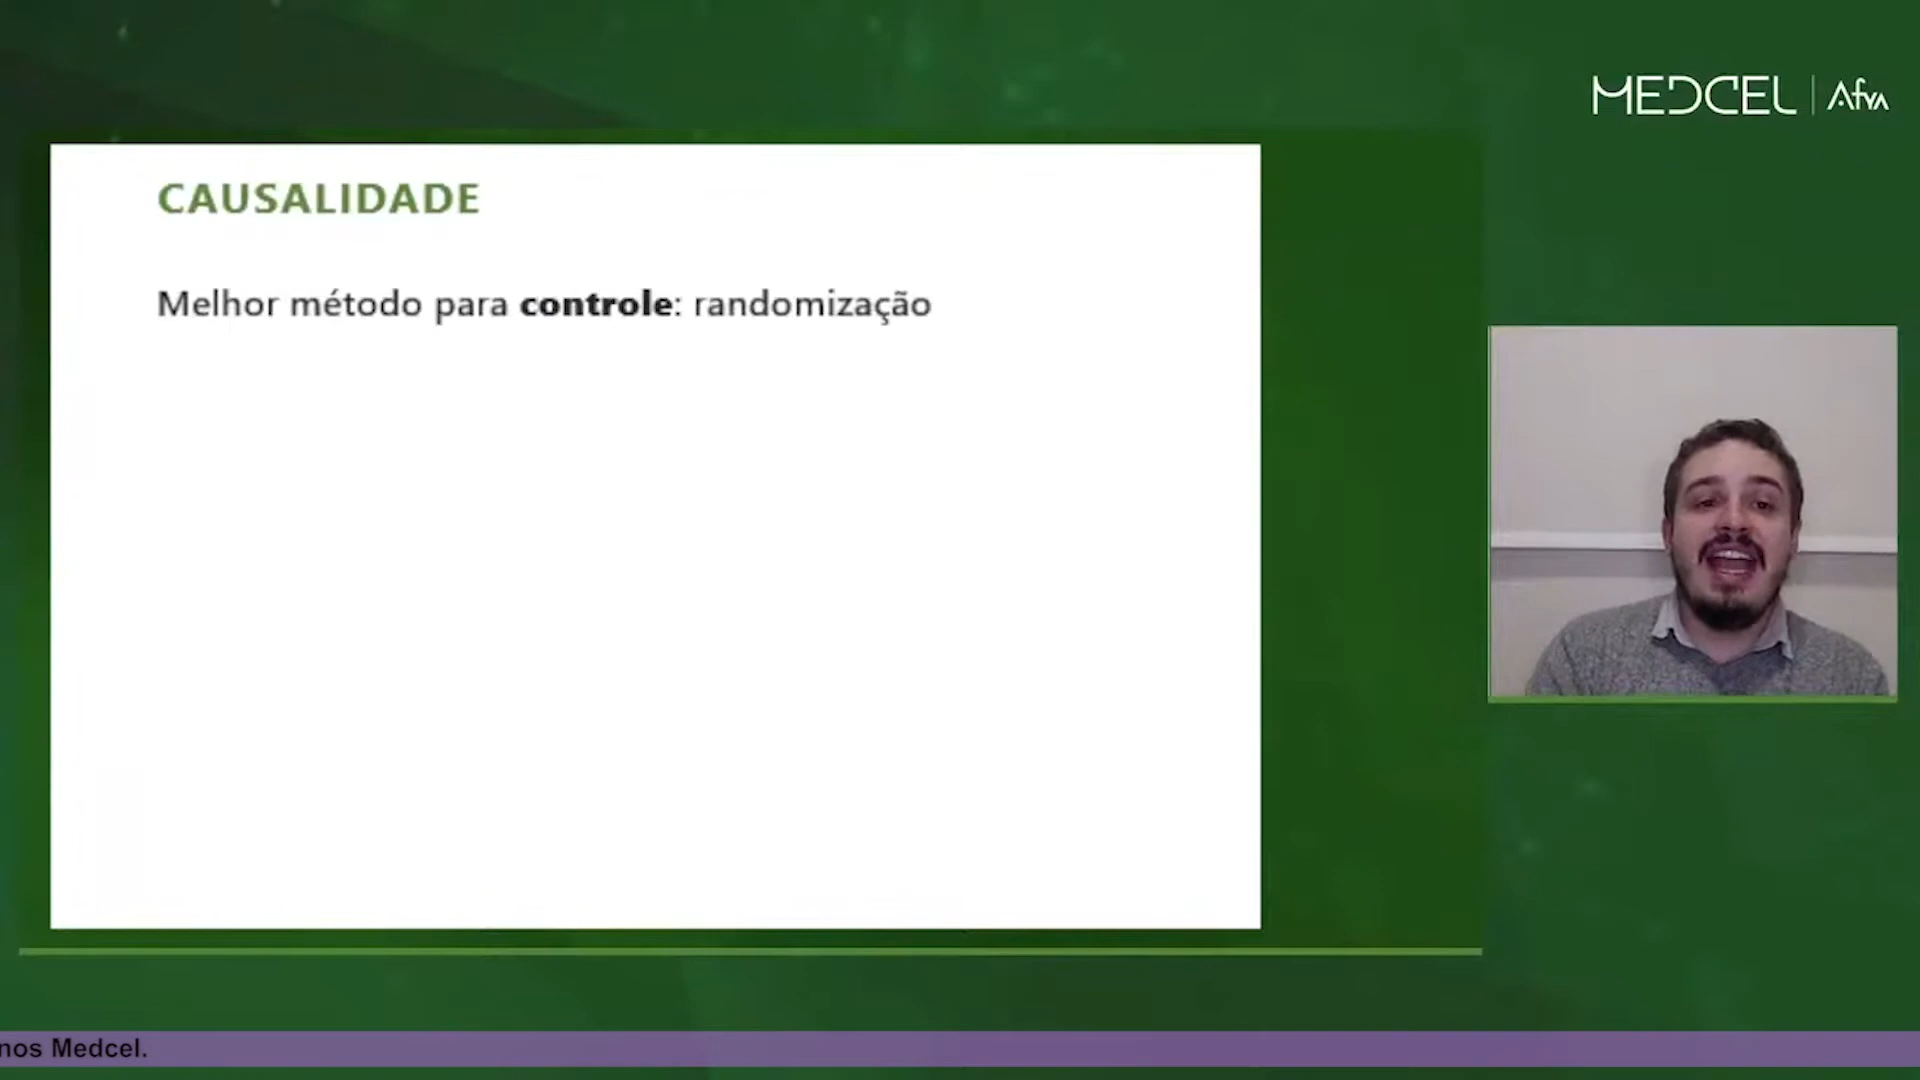 MEDCEL | Afya
CAUSALIDADE
Melhor método para controle: randomização
nos Medcel.